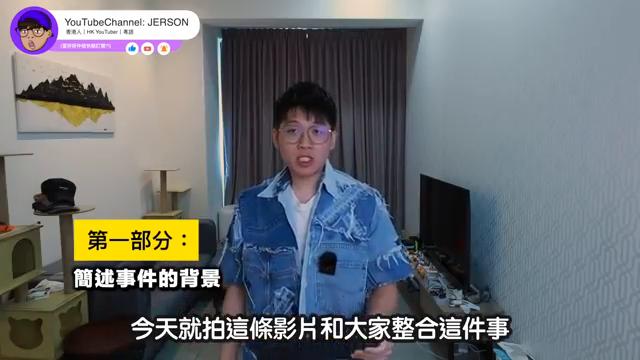 YouTubeChannel: JERSON
香港人｜HK YouTuber｜粵語
第一部分：
簡述事件的背景
今天就拍這條影片和大家整合這件事